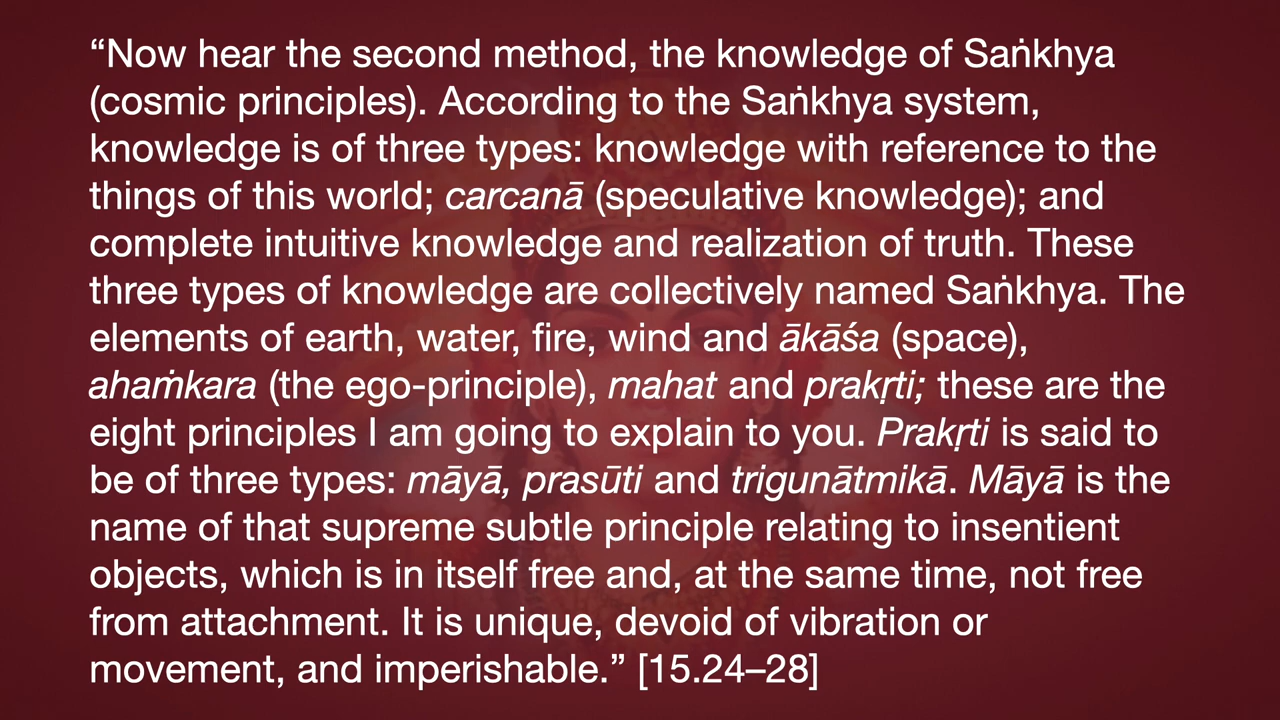 “Now hear the second method, the knowledge of Saṅkhya
(cosmic principles). According to the Saṅkhya system,
knowledge is of three types: knowledge with reference to the
things of this world; carcanā (speculative knowledge); and
complete intuitive knowledge and realization of truth. These
three types of knowledge are collectively named Saṅkhya. The
elements of earth, water, fire, wind and ākāśa (space),
ahaṁkara (the ego-principle), mahat and prakṛti; these are the
eight principles I am going to explain to you. Prakṛti is said to
be of three types: māyā, prasūti and trigunātmikā. Māyā is the
name of that supreme subtle principle relating to insentient
objects, which is in itself free and, at the same time, not free
from attachment. It is unique, devoid of vibration or
movement, and imperishable.” [15.24–28]